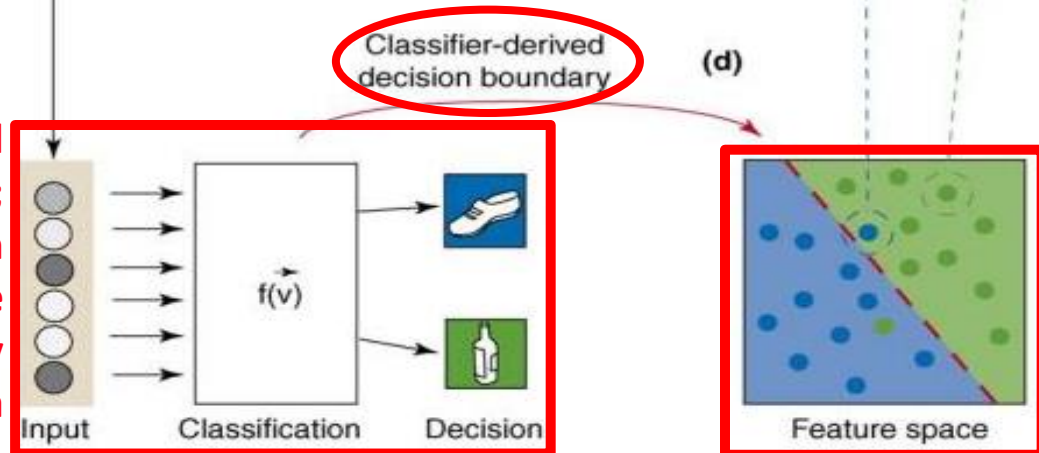 Classifier-derived
decision boundary
(d)
f(v)
Input
Classification
Decision
Feature space